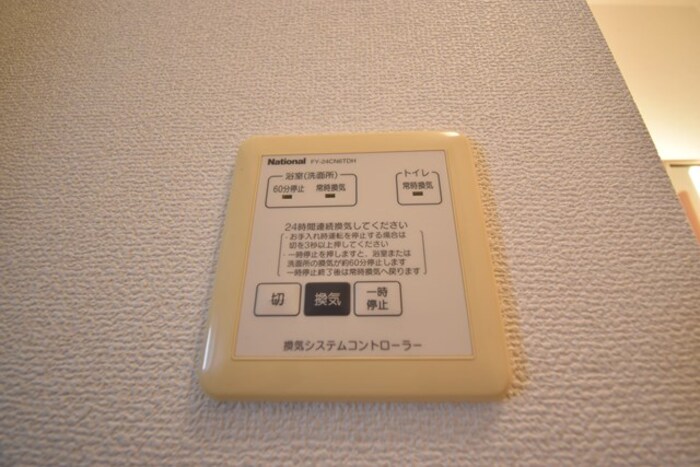 National FY-24CN6TDH
浴室(洗面所)
60分停止 常時換気
トイレ
常時換気
24時間連続換気してください
・お手入れ時運転を停止する場合は
切を3秒以上押してください
・一時停止を押しますと、浴室または
洗面所の換気が約60分停止します
一時停止終了後は常時換気へ戻ります
切 換気 一時
停止
換気システムコントローラー